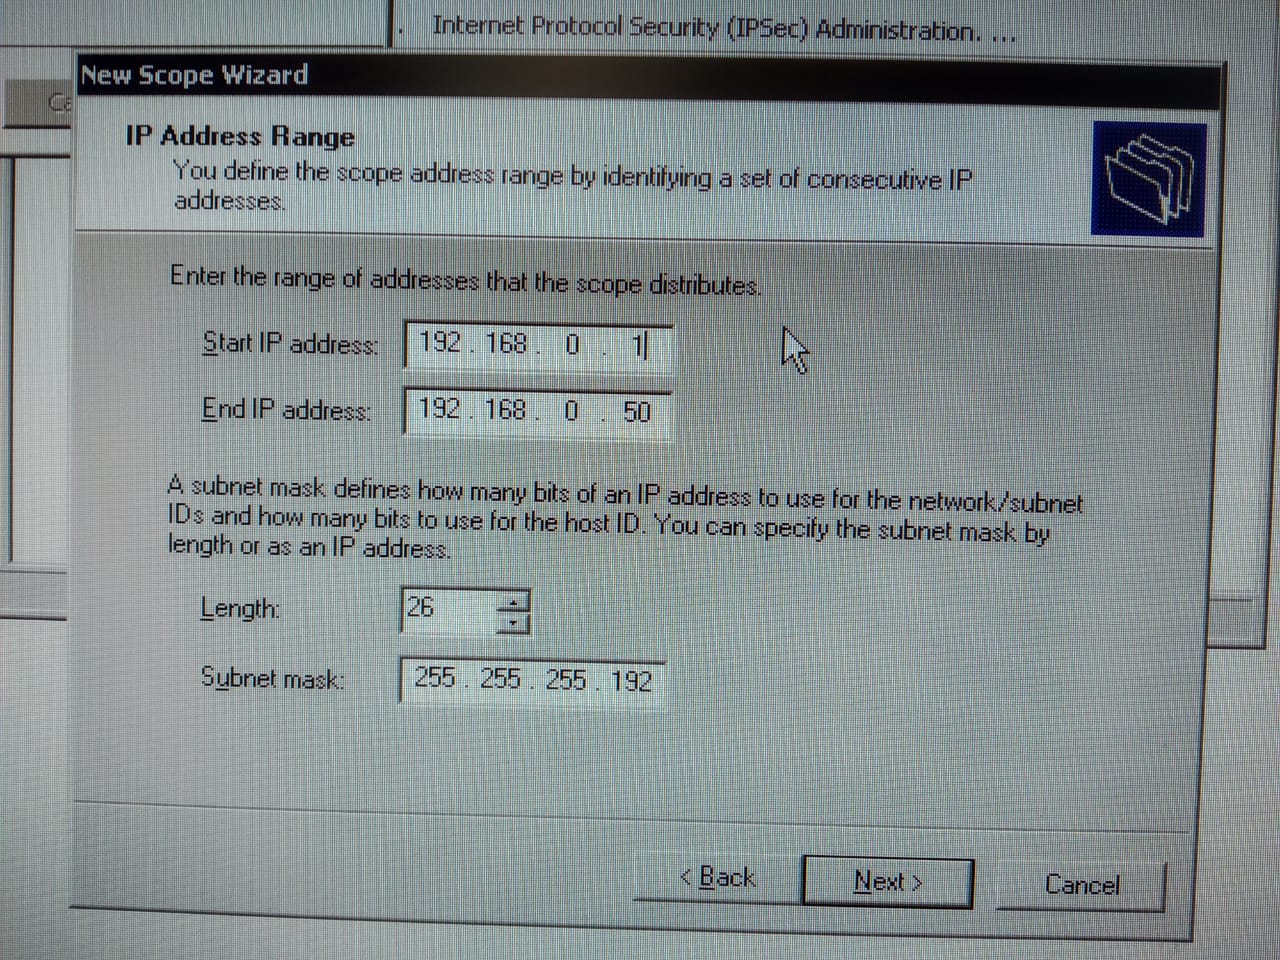 . Internet Protocol Security (IPSec) Administration. ...
New Scope Wizard
Ca
IP Address Range
You define the scope address range by identifying a set of consecutive IP
addresses.
Enter the range of addresses that the scope distributes.
Start IP address: 192 . 168 . 0 . 1
End IP address: 192 . 168 . 0 . 50
A subnet mask defines how many bits of an IP address to use for the network/subnet
IDs and how many bits to use for the host ID. You can specify the subnet mask by
length or as an IP address.
Length: 26
Subnet mask: 255 . 255 . 255 . 192
< Back Next > Cancel